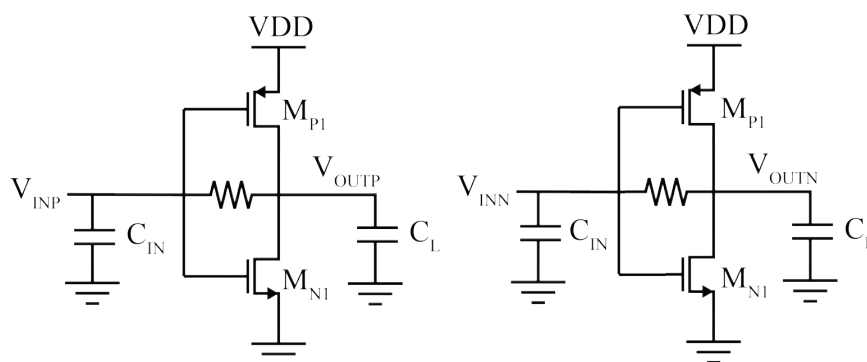 VDD
M_P1
V_INP
V_OUTP
C_IN
C_L
M_N1
VDD
M_P1
V_INN
V_OUTN
C_IN
M_N1